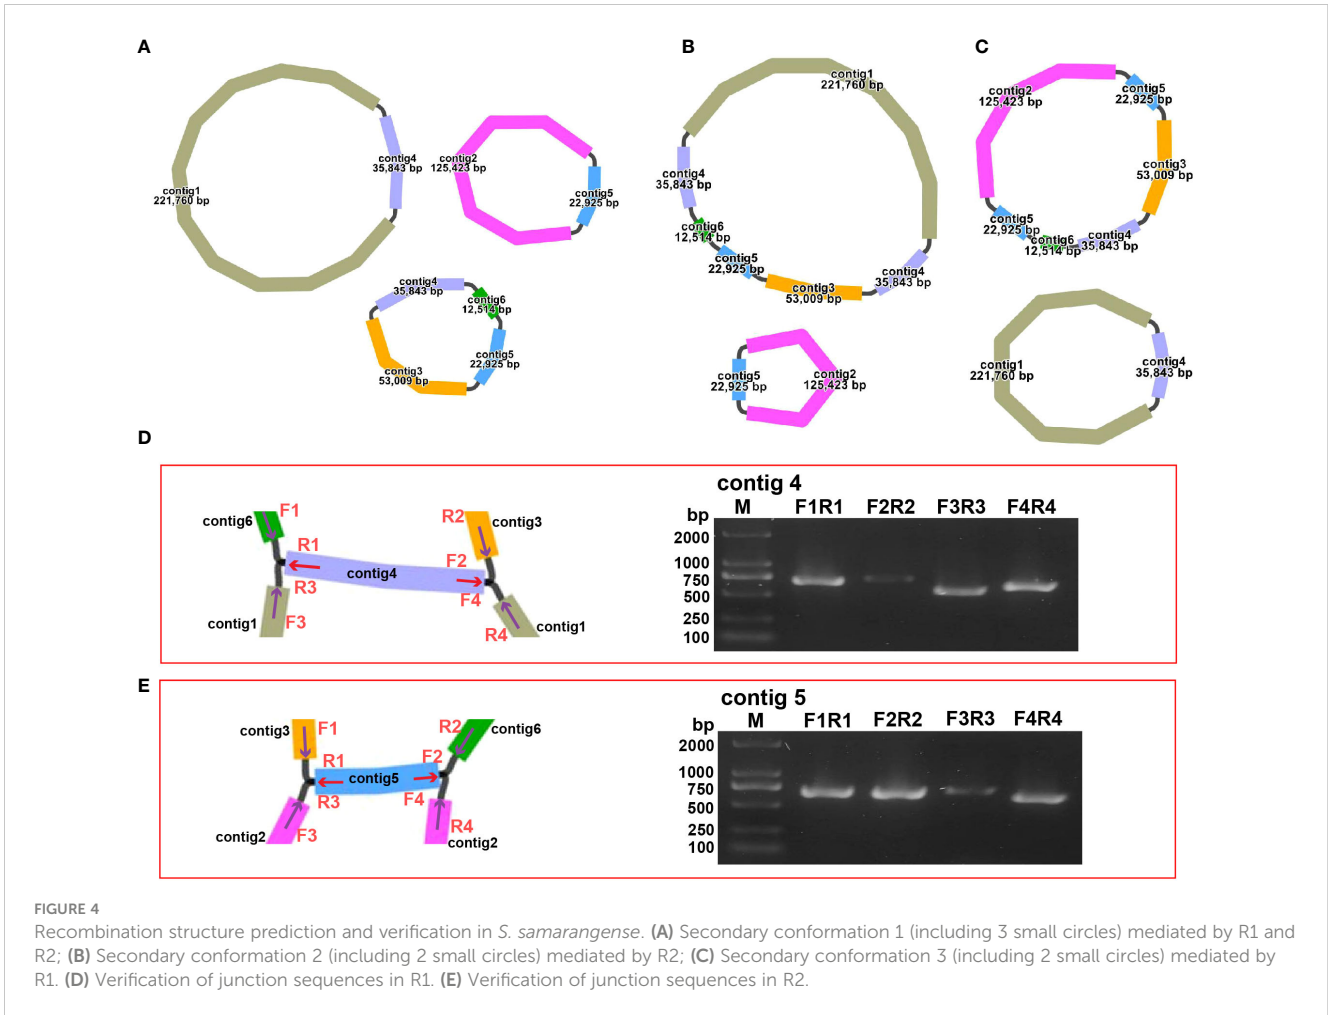 A
contig1
221,760 bp
contig4
35,843 bp
contig2
125,423 bp
contig5
22,925 bp
contig4
35,843 bp
contig6
12,514 bp
contig5
22,925 bp
contig3
53,009 bp
B
contig1
221,760 bp
contig4
35,843 bp
contig6
12,514 bp
contig5
22,925 bp
contig3
53,009 bp
contig4
35,843 bp
contig5
22,925 bp
contig2
125,423 bp
C
contig2
125,423 bp
contig5
22,925 bp
contig3
53,009 bp
contig5
22,925 bp
contig6
12,514 bp
contig4
35,843 bp
contig1
221,760 bp
contig4
35,843 bp
D
contig6
F1
R1
R2
contig3
F2
contig4
R3
F4
contig1
F3
R4
contig1
contig 4
bp M F1R1 F2R2 F3R3 F4R4
2000
1000
750
500
250
100
E
contig3
F1
R1
R2
contig6
F2
contig5
R3
F4
contig2
F3
R4
contig2
contig 5
bp M F1R1 F2R2 F3R3 F4R4
2000
1000
750
500
250
100
FIGURE 4
Recombination structure prediction and verification in S. samarangense. (A) Secondary conformation 1 (including 3 small circles) mediated by R1 and
R2; (B) Secondary conformation 2 (including 2 small circles) mediated by R2; (C) Secondary conformation 3 (including 2 small circles) mediated by
R1. (D) Verification of junction sequences in R1. (E) Verification of junction sequences in R2.